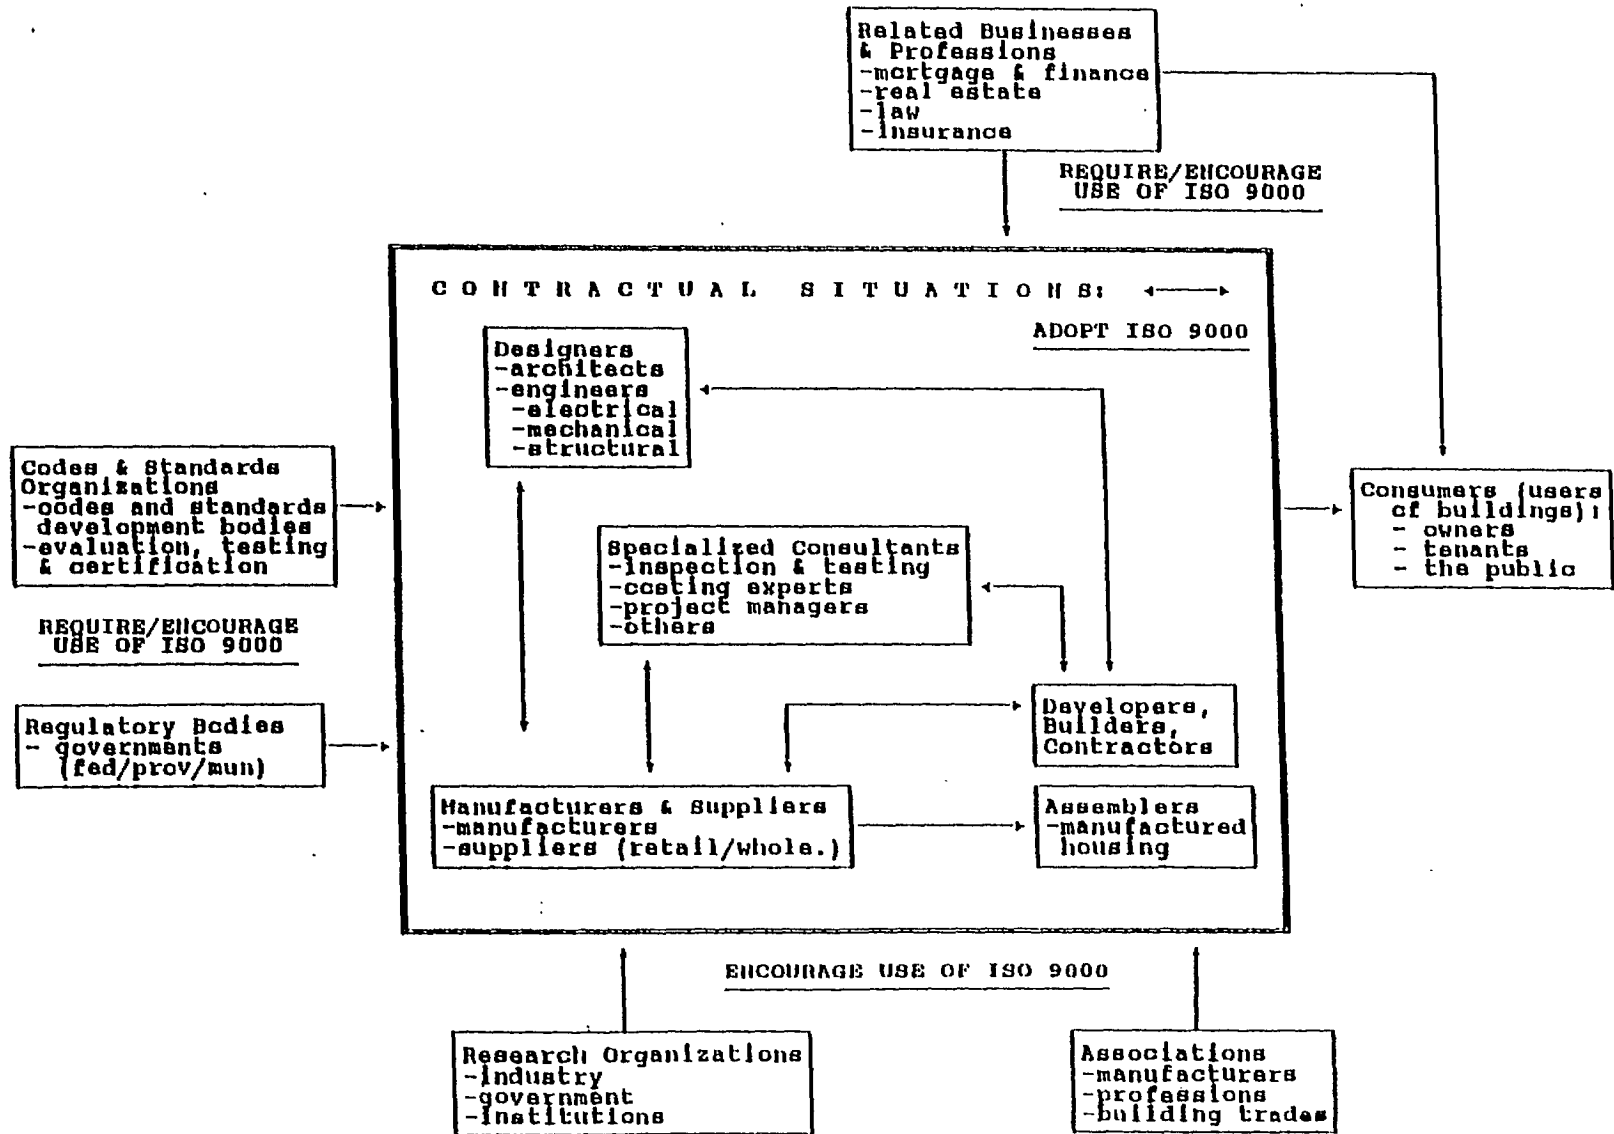 Related Businesses
& Professions
-mortgage & finance
-real estate
-law
-insurance
REQUIRE/ENCOURAGE
USE OF ISO 9000
CONTRACTUAL SITUATIONS:
ADOPT ISO 9000
Designers
-architects
-engineers
-electrical
-mechanical
-structural
Codes & Standards
Organizations
-codes and standards
development bodies
-evaluation, testing
& certification
Specialized Consultants
-inspection & testing
-costing experts
-project managers
-others
Consumers (users
of buildings):
- owners
- tenants
- the public
REQUIRE/ENCOURAGE
USE OF ISO 9000
Regulatory Bodies
- governments
(fed/prov/mun)
Developers,
Builders,
Contractors
Manufacturers & Suppliers
-manufacturers
-suppliers (retail/whole.)
Assemblers
-manufactured
housing
ENCOURAGE USE OF ISO 9000
Research Organizations
-industry
-government
-institutions
Associations
-manufacturers
-professions
-building trades